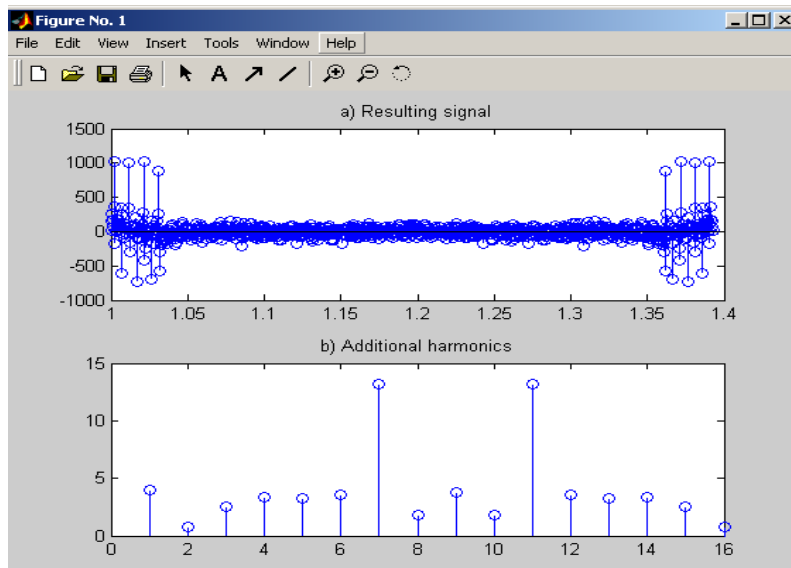 Figure No. 1
File Edit View Insert Tools Window Help
A
a) Resulting signal
1500
1000
500
0
-500
-1000
1 1.05 1.1 1.15 1.2 1.25 1.3 1.35 1.4
b) Additional harmonics
15
10
5
0
0 2 4 6 8 10 12 14 16